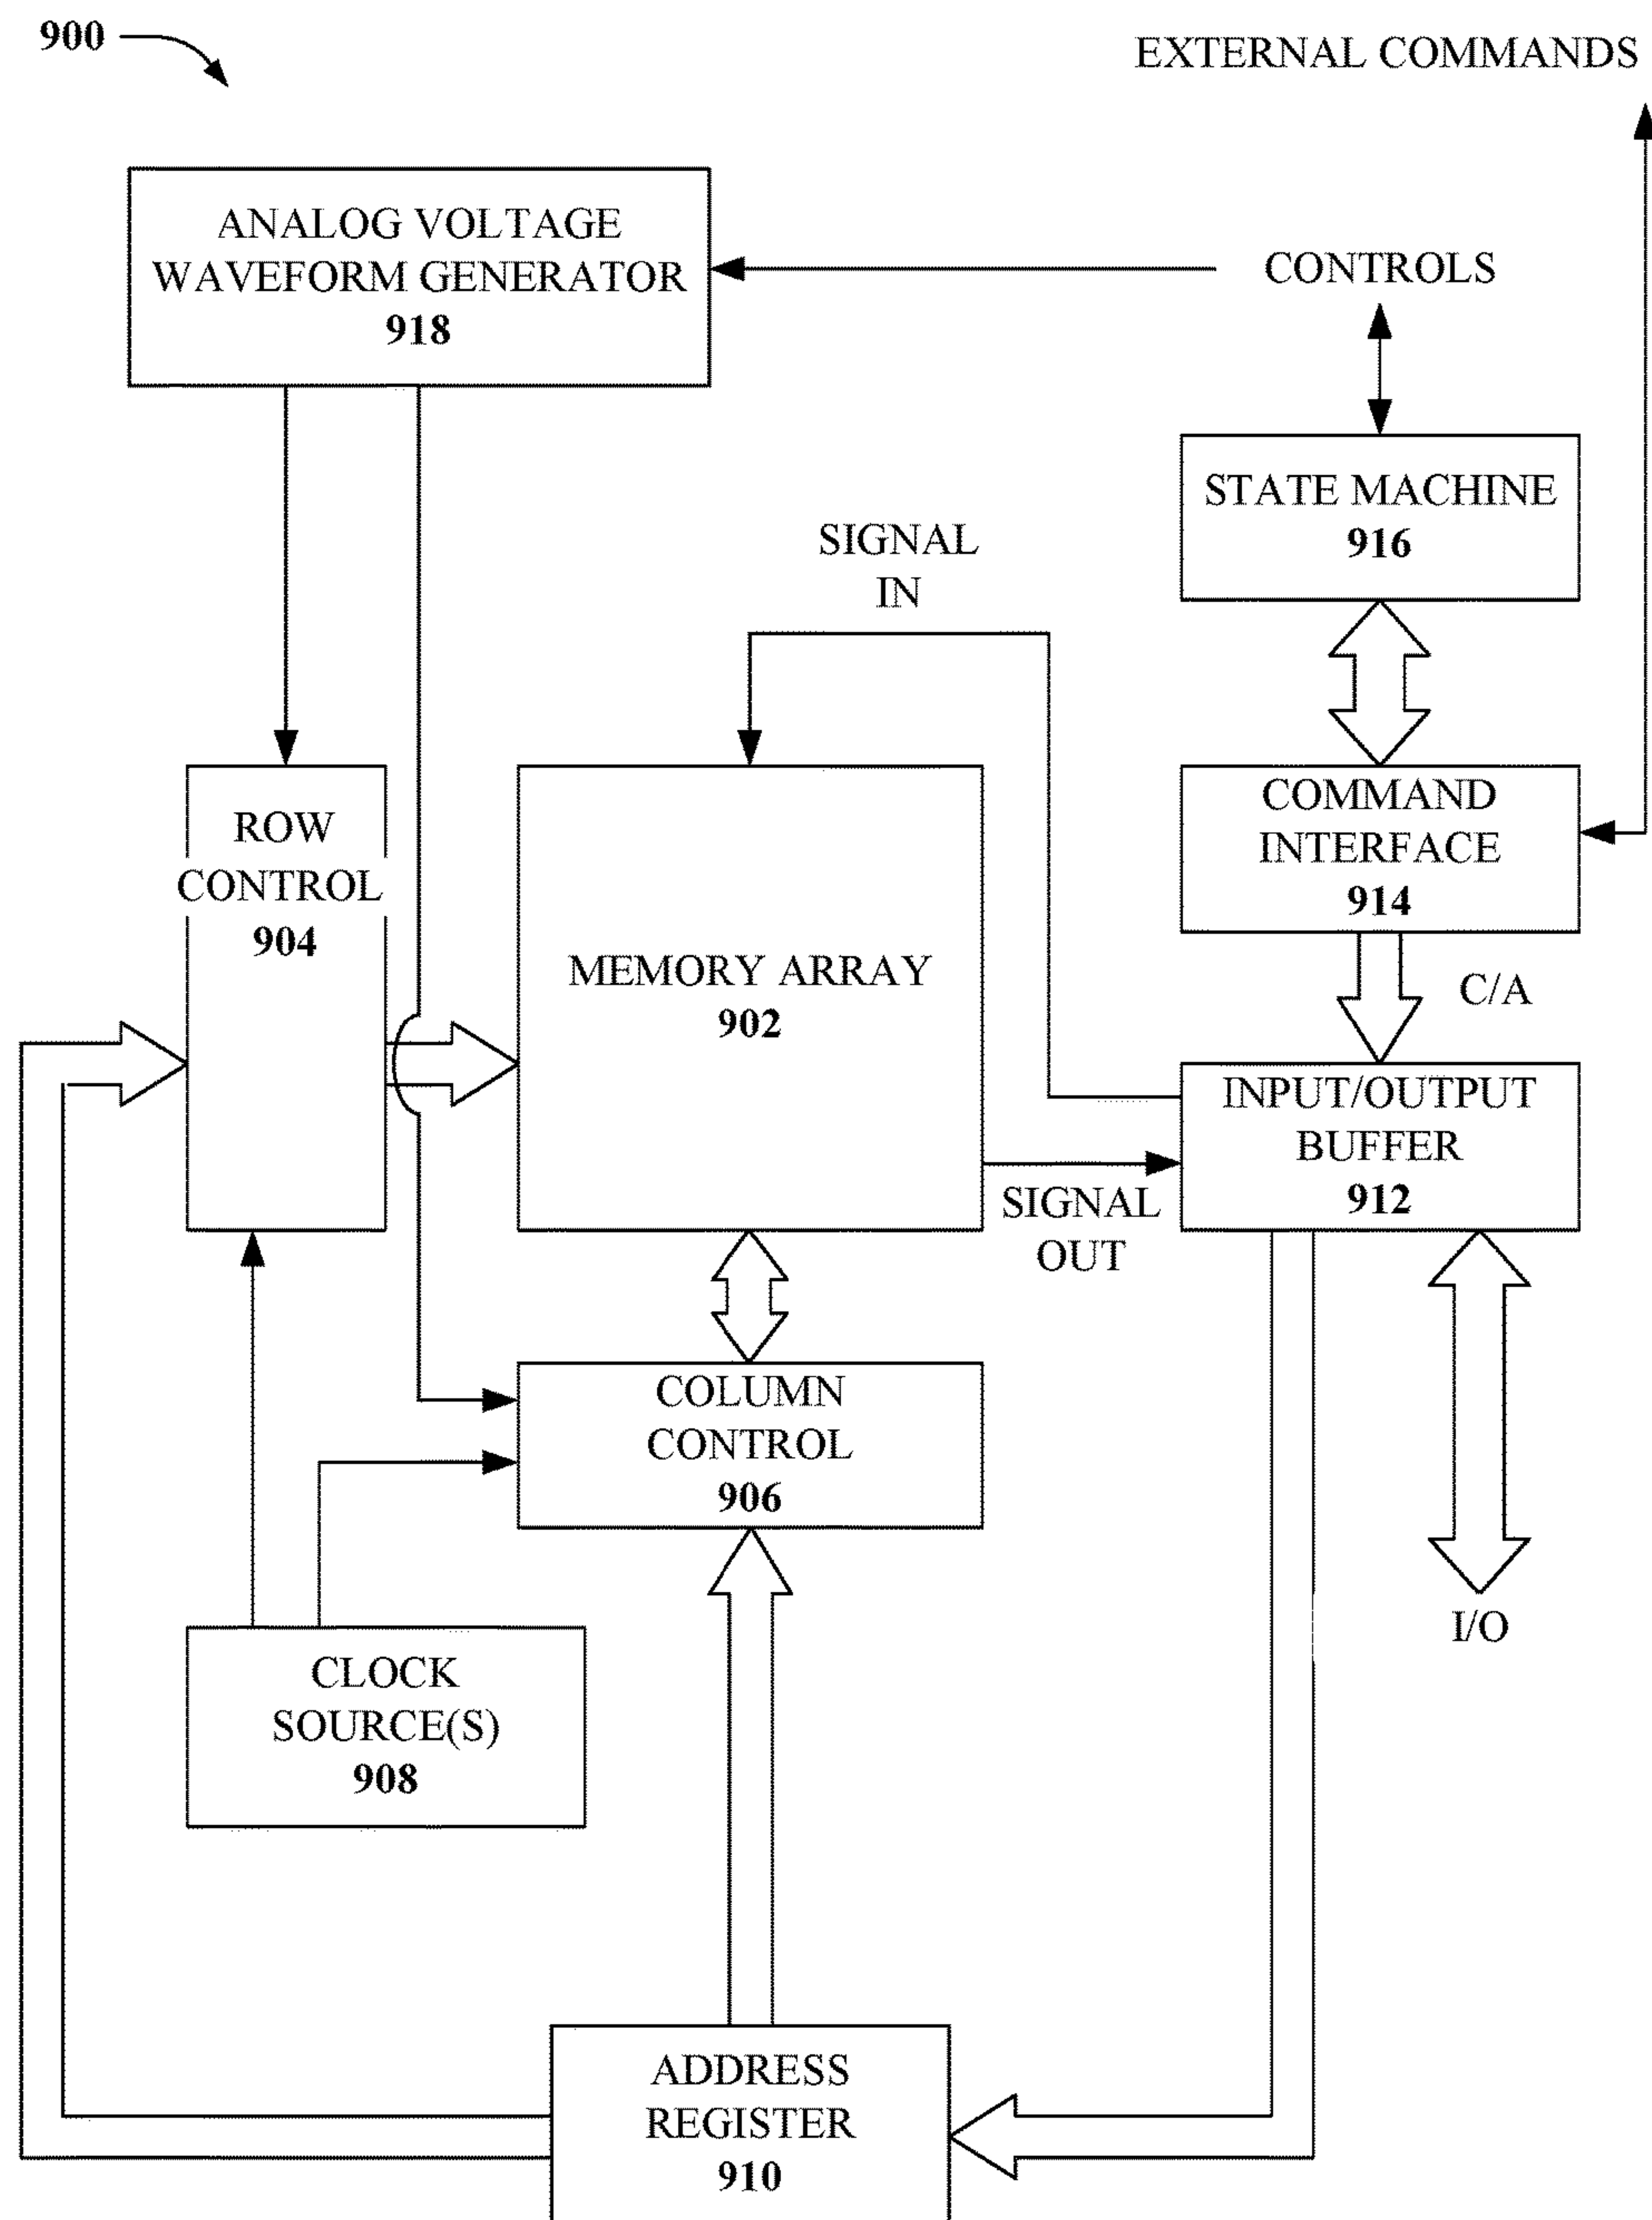 900
EXTERNAL COMMANDS
ANALOG VOLTAGE
WAVEFORM GENERATOR
918
CONTROLS
STATE MACHINE
916
SIGNAL
IN
ROW
CONTROL
904
MEMORY ARRAY
902
COMMAND
INTERFACE
914
C/A
INPUT/OUTPUT
BUFFER
912
SIGNAL
OUT
COLUMN
CONTROL
906
I/O
CLOCK
SOURCE(S)
908
ADDRESS
REGISTER
910